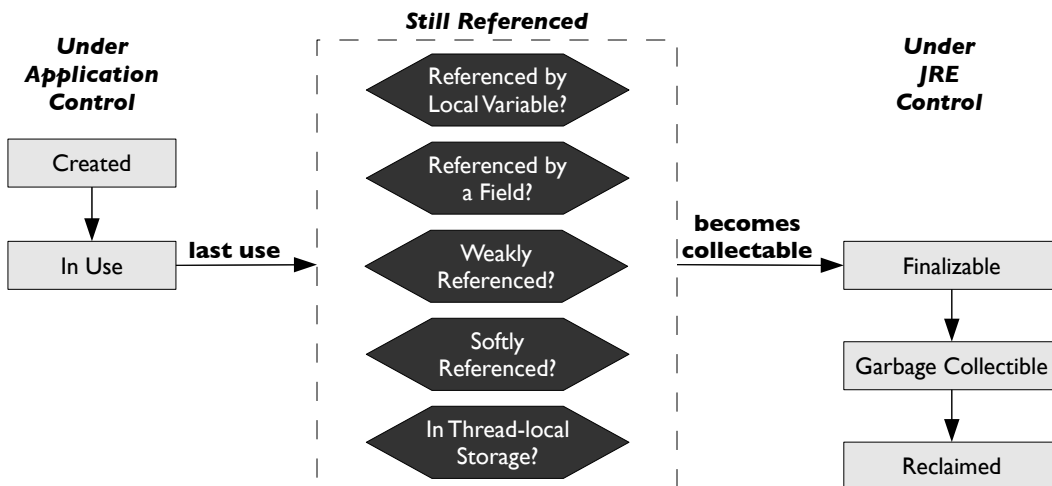 Under
Application
Control
Created
In Use
last use
Still Referenced
Referenced by
Local Variable?
Referenced by
a Field?
Weakly
Referenced?
Softly
Referenced?
In Thread-local
Storage?
becomes
collectable
Under
JRE
Control
Finalizable
Garbage Collectible
Reclaimed